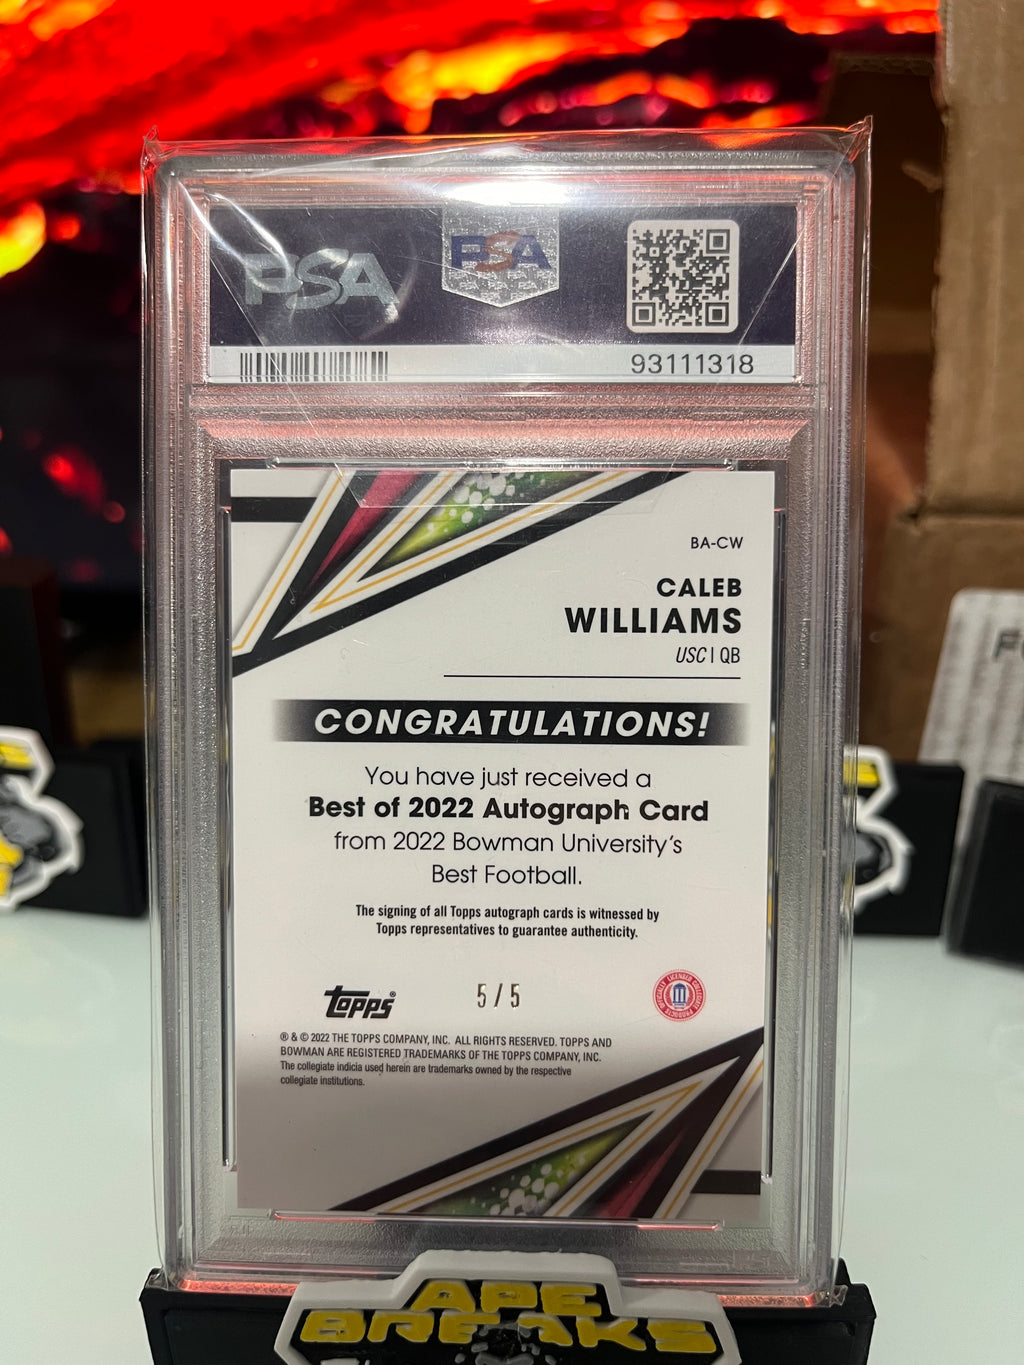 PSA
PSA
93111318
BA-CW
CALEB
WILLIAMS
USC | QB
CONGRATULATIONS!
You have just received a
Best of 2022 Autograph Card
from 2022 Bowman University's
Best Football.
The signing of all Topps autograph cards is witnessed by
Topps representatives to guarantee authenticity.
topps®
5/5
® & © 2022 THE TOPPS COMPANY, INC. ALL RIGHTS RESERVED. TOPPS AND
BOWMAN ARE REGISTERED TRADEMARKS OF THE TOPPS COMPANY, INC.
The collegiate indicia used herein are trademarks owned by the respective
collegiate institutions.
APE
BREAKS